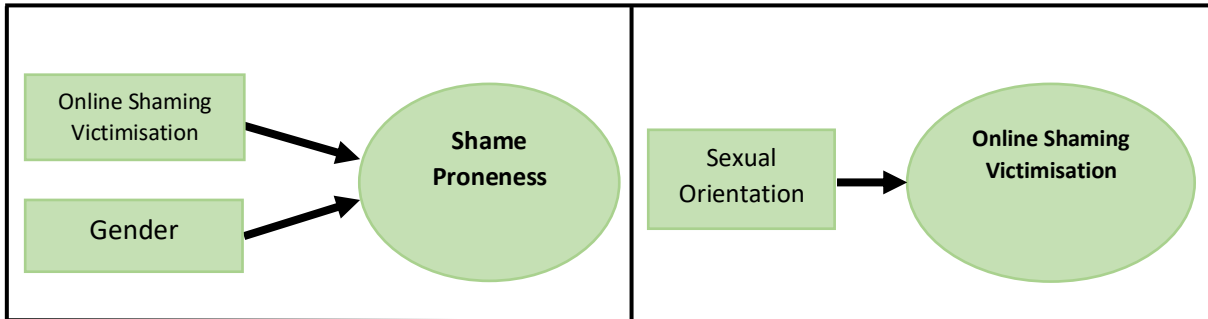 Online Shaming
Victimisation
Gender
Shame
Proneness
Sexual
Orientation
Online Shaming
Victimisation